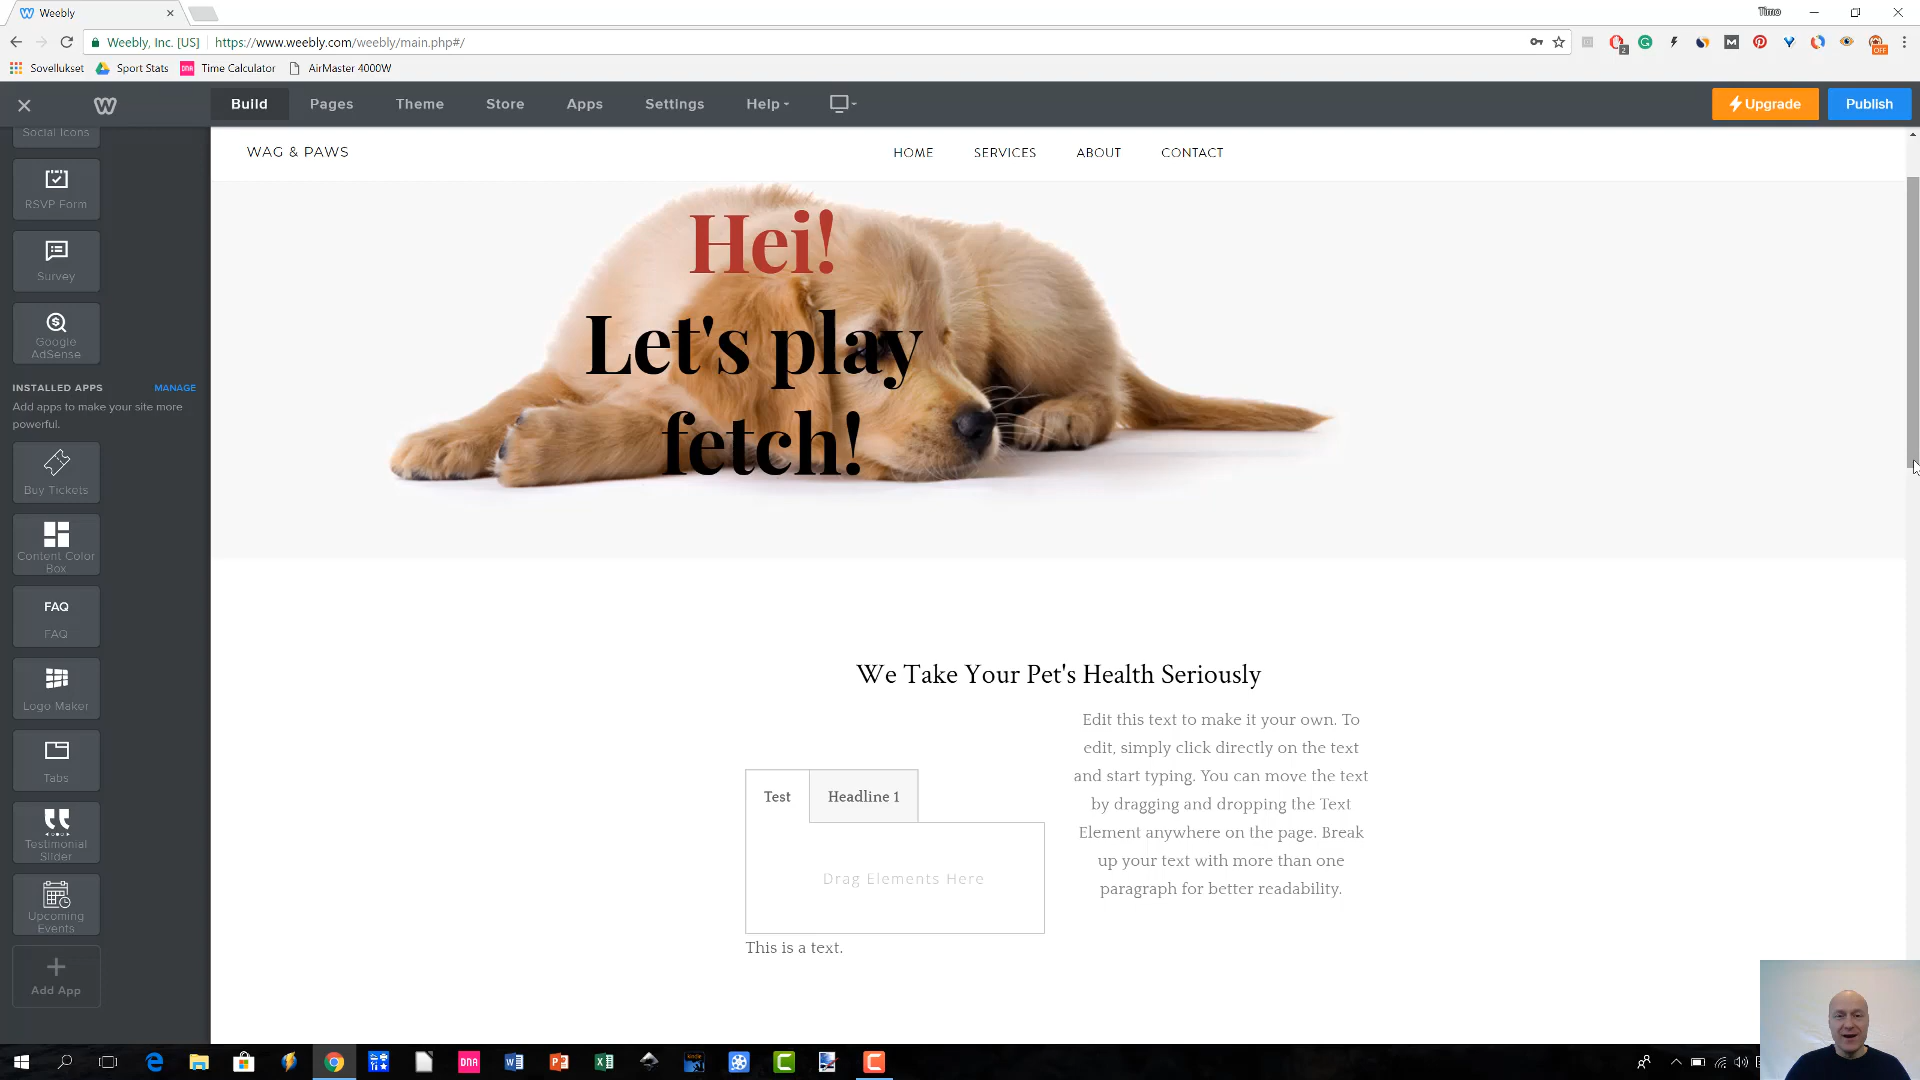 Weebly
Timo
Weebly, Inc. [US]
https://www.weebly.com/weebly/main.php#/
2
OFF
Sovellukset
Sport Stats
DNA
Time Calculator
AirMaster 4000W
Build
Pages
Theme
Store
Apps
Settings
Help
Upgrade
Publish
Social Icons
RSVP Form
Survey
Google
AdSense
INSTALLED APPS
MANAGE
Add apps to make your site more
powerful.
Buy Tickets
Content Color
Box
FAQ
FAQ
Logo Maker
Tabs
Testimonial
Slider
Upcoming
Events
Add App
WAG & PAWS
HOME
SERVICES
ABOUT
CONTACT
Hei!
Let's play
fetch!
We Take Your Pet's Health Seriously
Edit this text to make it your own. To
edit, simply click directly on the text
and start typing. You can move the text
by dragging and dropping the Text
Element anywhere on the page. Break
up your text with more than one
paragraph for better readability.
Test
Headline 1
Drag Elements Here
This is a text.
DNA
kindle